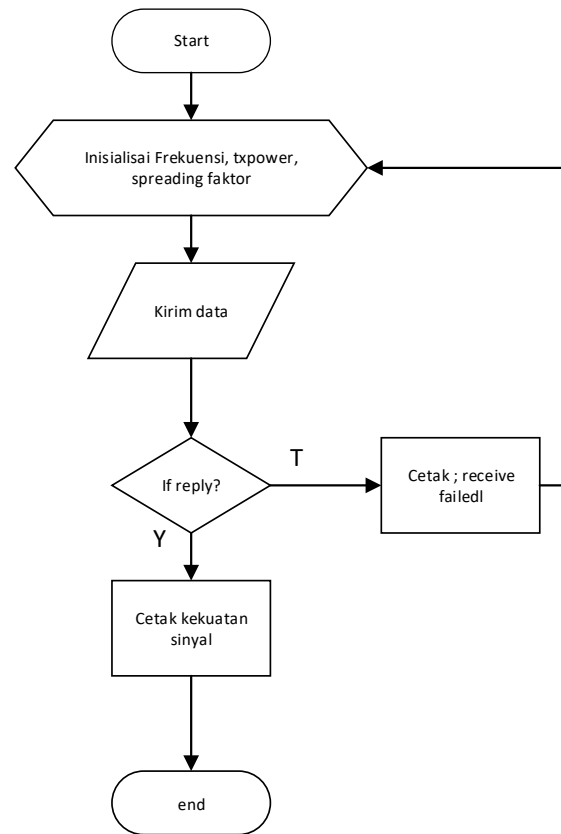 Start
Inisialisai Frekuensi, txpower,
spreading faktor
Kirim data
If reply?
T
Cetak ; receive
failedl
Y
Cetak kekuatan
sinyal
end